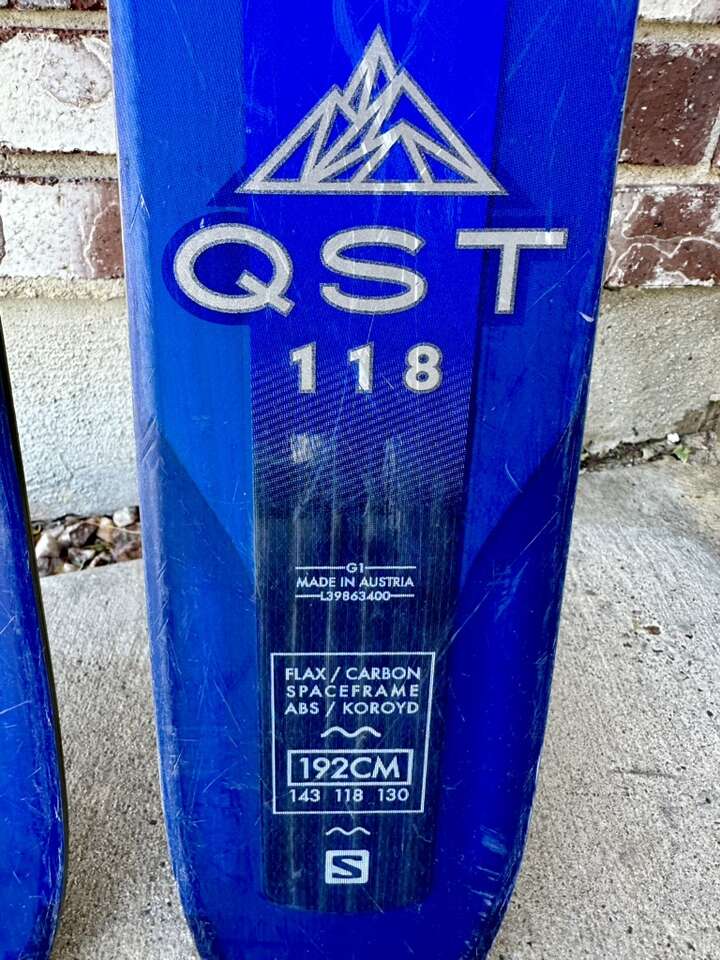 QST
118
G1
MADE IN AUSTRIA
L39863400
FLAX / CARBON
SPACEFRAME
ABS / KOROYD
192CM
143 118 130
S